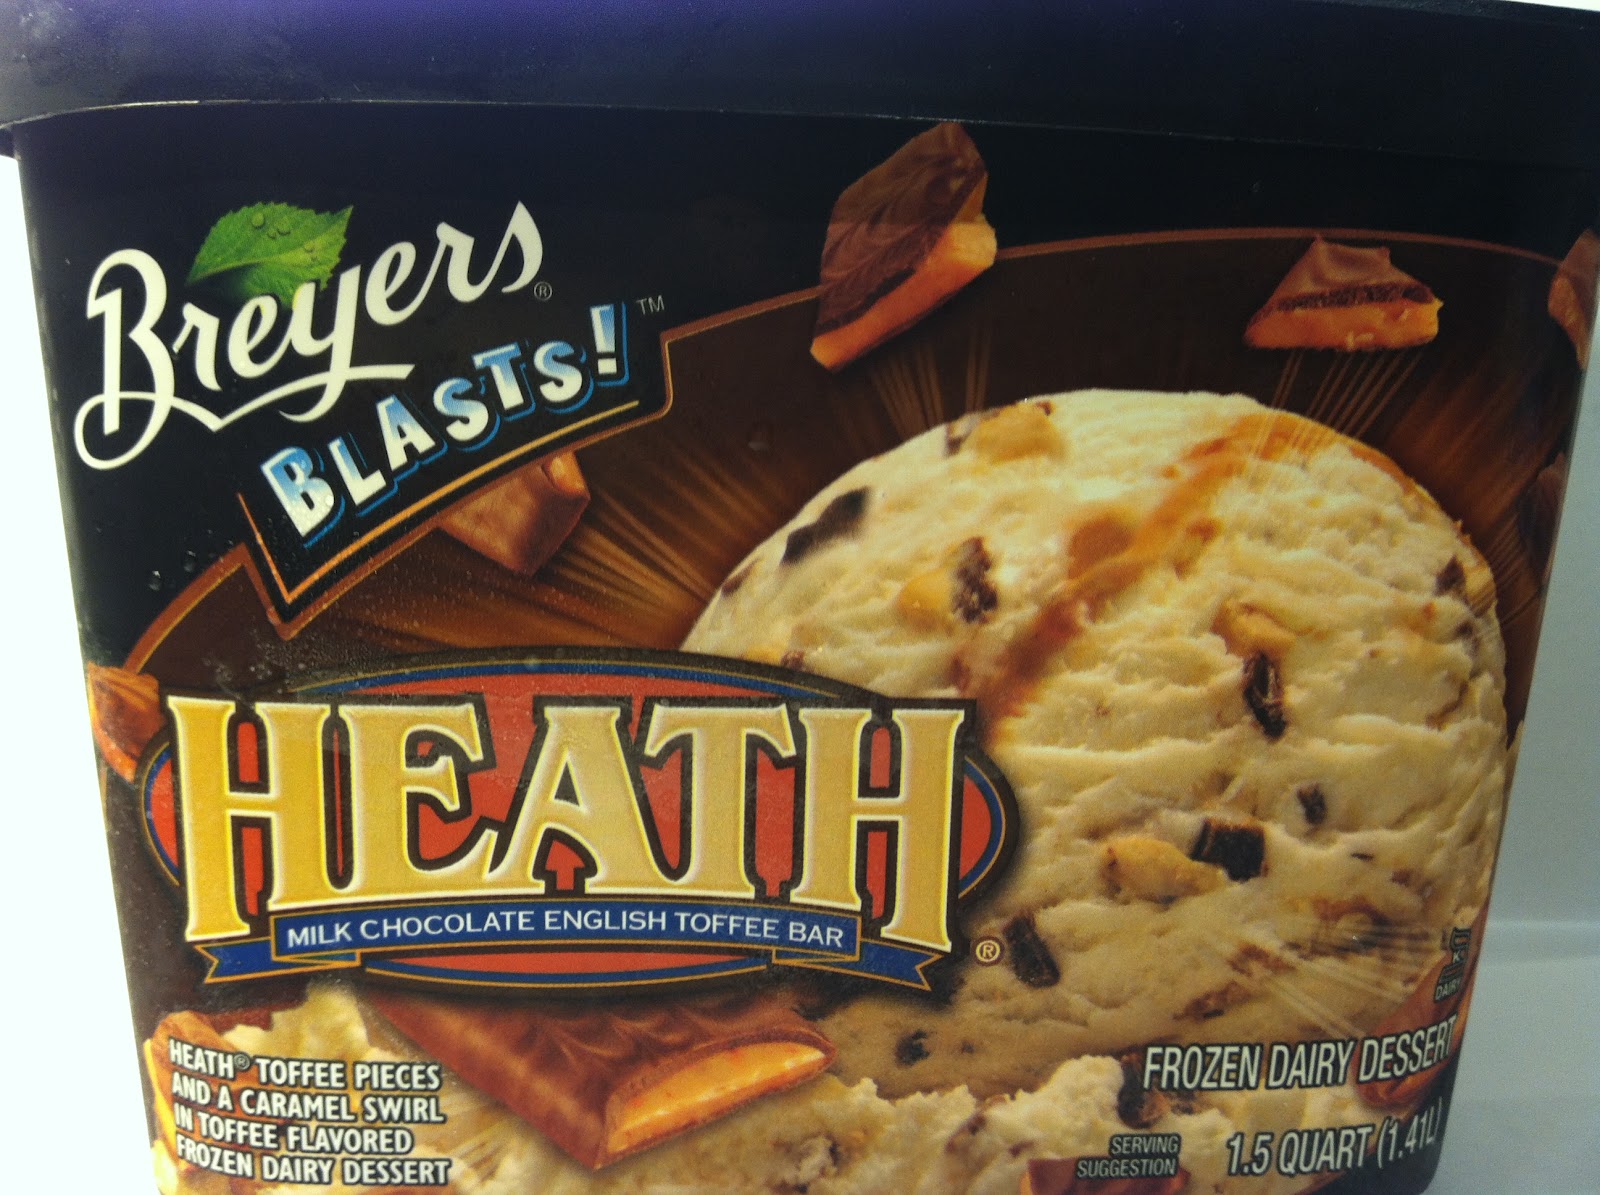 Breyers®
BLASTS!™
HEATH®
MILK CHOCOLATE ENGLISH TOFFEE BAR
HEATH® TOFFEE PIECES
AND A CARAMEL SWIRL
IN TOFFEE FLAVORED
FROZEN DAIRY DESSERT
K
DAIRY
FROZEN DAIRY DESSERT
SERVING
SUGGESTION
1.5 QUART (1.41L)